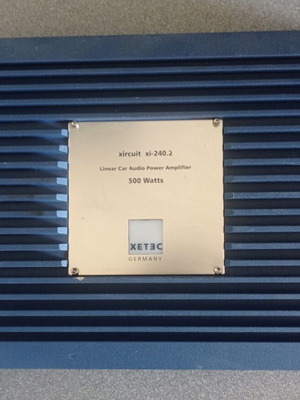 xircuit xi-240.2
Linear Car Audio Power Amplifier
500 Watts
XETEC
GERMANY